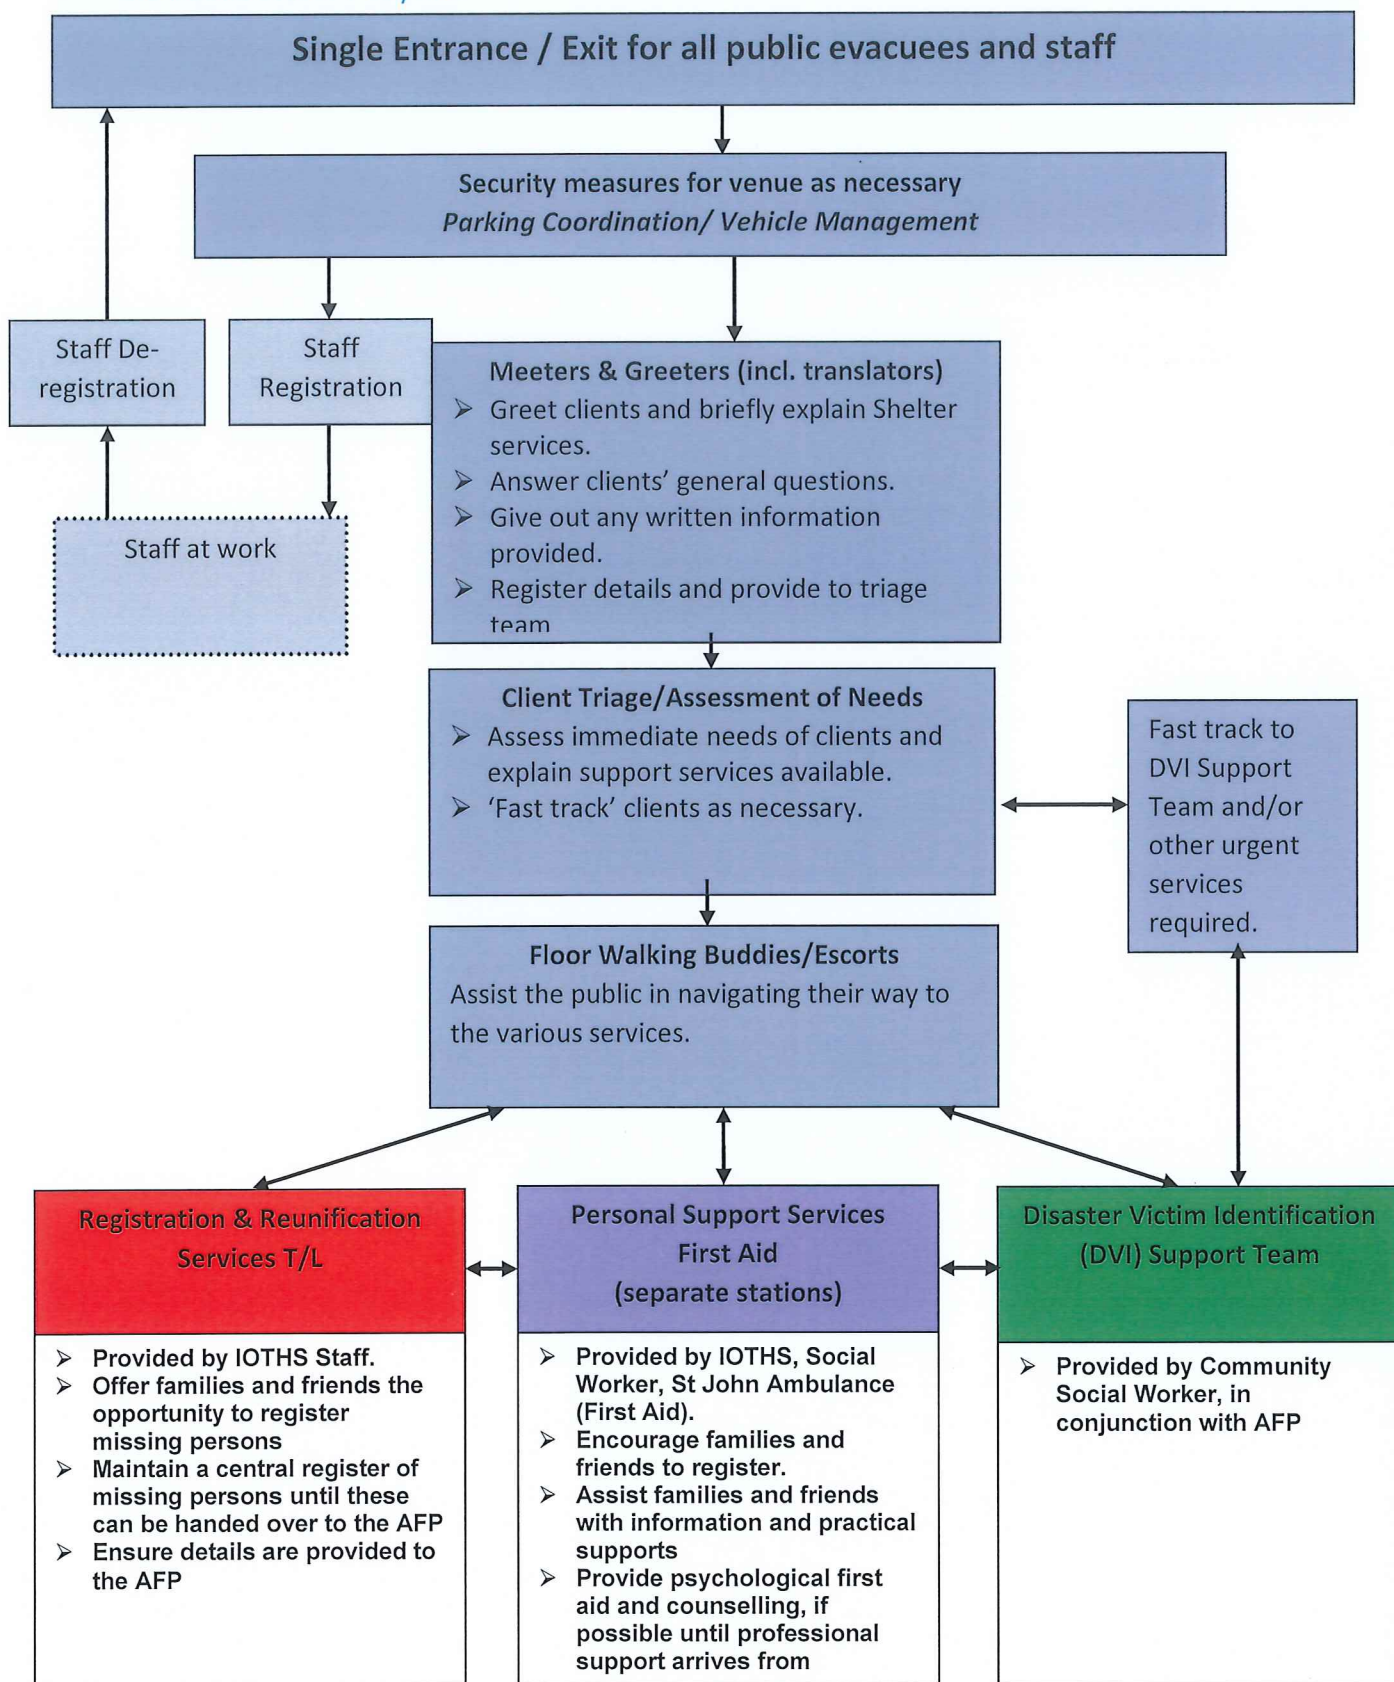 Single Entrance / Exit for all public evacuees and staff
Security measures for venue as necessary
Parking Coordination/ Vehicle Management
Staff De-
registration
Staff
Registration
Staff at work
Meeters & Greeters (incl. translators)
➢ Greet clients and briefly explain Shelter
services.
➢ Answer clients’ general questions.
➢ Give out any written information
provided.
➢ Register details and provide to triage
team
Client Triage/Assessment of Needs
➢ Assess immediate needs of clients and
explain support services available.
➢ ‘Fast track’ clients as necessary.
Fast track to
DVI Support
Team and/or
other urgent
services
required.
Floor Walking Buddies/Escorts
Assist the public in navigating their way to
the various services.
Registration & Reunification
Services T/L
➢ Provided by IOTHS Staff.
➢ Offer families and friends the
opportunity to register
missing persons
➢ Maintain a central register of
missing persons until these
can be handed over to the AFP
➢ Ensure details are provided to
the AFP
Personal Support Services
First Aid
(separate stations)
➢ Provided by IOTHS, Social
Worker, St John Ambulance
(First Aid).
➢ Encourage families and
friends to register.
➢ Assist families and friends
with information and practical
supports
➢ Provide psychological first
aid and counselling, if
possible until professional
support arrives from
Disaster Victim Identification
(DVI) Support Team
➢ Provided by Community
Social Worker, in
conjunction with AFP